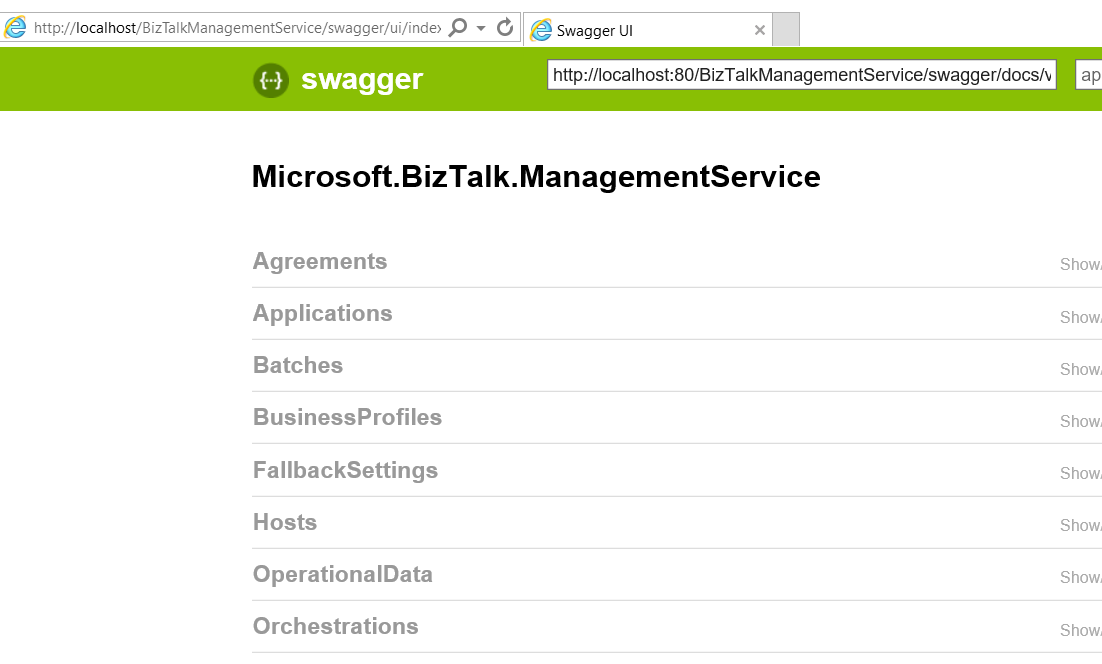 http://localhost/BizTalkManagementService/swagger/ui/index
Swagger UI
{···} swagger
http://localhost:80/BizTalkManagementService/swagger/docs/v
ap
Microsoft.BizTalk.ManagementService
Agreements Show/
Applications Show/
Batches Show/
BusinessProfiles Show/
FallbackSettings Show/
Hosts Show/
OperationalData Show/
Orchestrations Show/